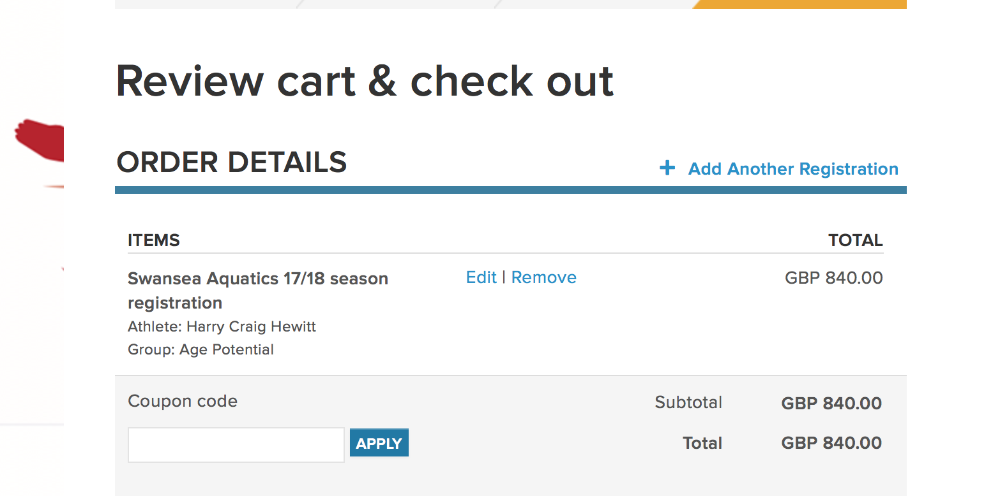 Review cart & check out
ORDER DETAILS
+ Add Another Registration
ITEMS
TOTAL
Swansea Aquatics 17/18 season
registration
Edit | Remove
GBP 840.00
Athlete: Harry Craig Hewitt
Group: Age Potential
Coupon code
Subtotal
GBP 840.00
APPLY
Total
GBP 840.00